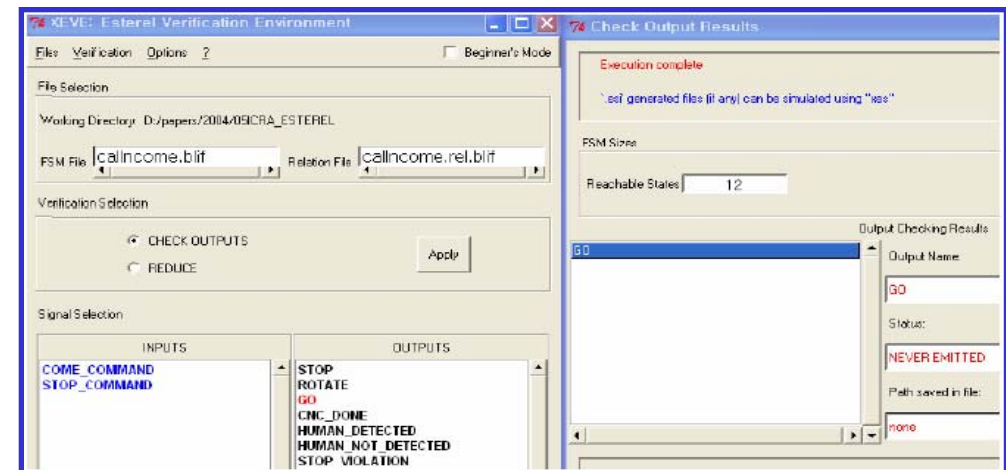 XEVE: Esterel Verification Environment
Files Verification Options ?
Beginner's Mode
File Selection
Working Directory: D:/papers/2004/05ICRA_ESTEREL
FSM File callncome.blif
Relation File callncome.rel.blif
Verification Selection
CHECK OUTPUTS
REDUCE
Apply
Signal Selection
INPUTS
COME_COMMAND
STOP_COMMAND
OUTPUTS
STOP
ROTATE
GO
CNC_DONE
HUMAN_DETECTED
HUMAN_NOT_DETECTED
STOP_VIOLATION
Check Output Results
Execution complete
`.esi' generated files (if any) can be simulated using "xes"
FSM Sizes
Reachable States 12
Output Checking Results
GO
Output Name
GO
Status:
NEVER EMITTED
Path saved in file:
none